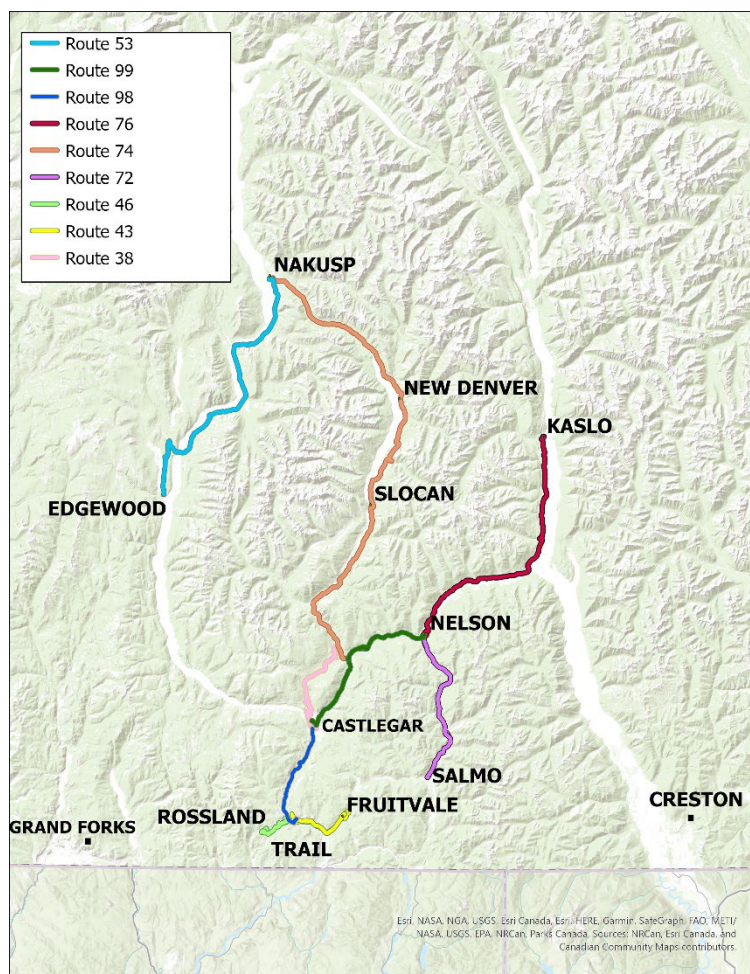 Route 53
Route 99
Route 98
Route 76
Route 74
Route 72
Route 46
Route 43
Route 38
NAKUSP
NEW DENVER
KASLO
SLOCAN
EDGEWOOD
NELSON
CASTLEGAR
SALMO
FRUITVALE
ROSSLAND
CRESTON
GRAND FORKS
TRAIL
Esri, NASA, NGA, USGS, Esri Canada, Esri, HERE, Garmin, SafeGraph, FAO, METI/
NASA, USGS, EPA, NRCan, Parks Canada, Sources: NRCan, Esri Canada, and
Canadian Community Maps contributors.